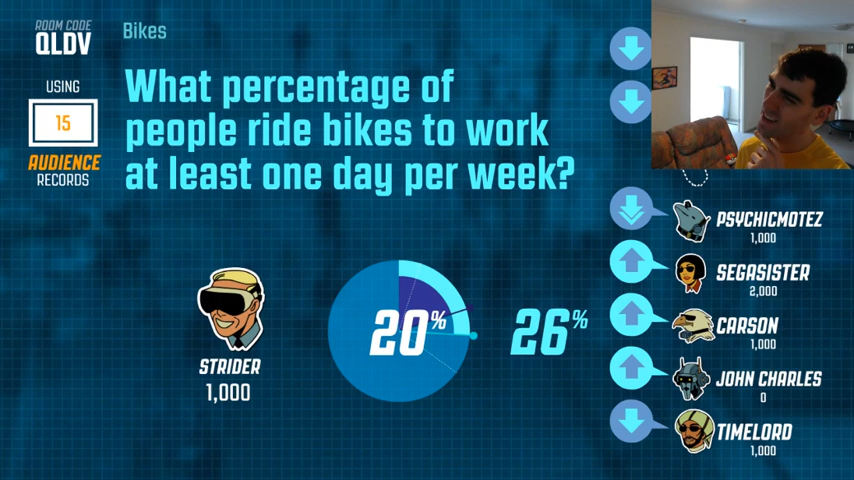 ROOM CODE
QLDV
USING
15
AUDIENCE
RECORDS
Bikes
What percentage of
people ride bikes to work
at least one day per week?
STRIDER
1,000
20%
26%
PSYCHICMOTEZ
1,000
SEGASISTER
2,000
CARSON
1,000
JOHN CHARLES
0
TIMELORD
1,000